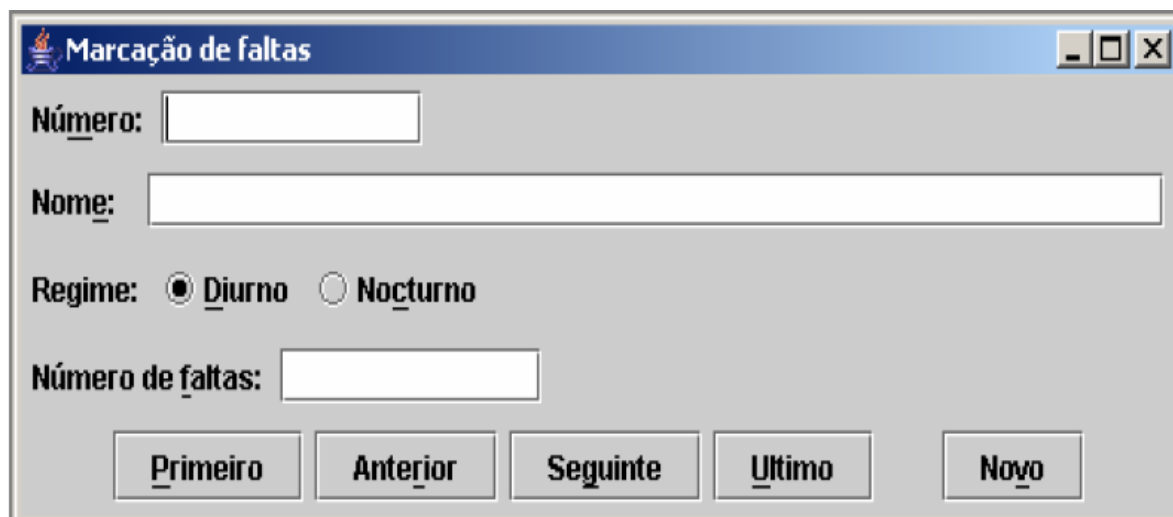 Marcação de faltas
Número:
Nome:
Regime: Diurno Nocturno
Número de faltas:
Primeiro Anterior Seguinte Ultimo Novo